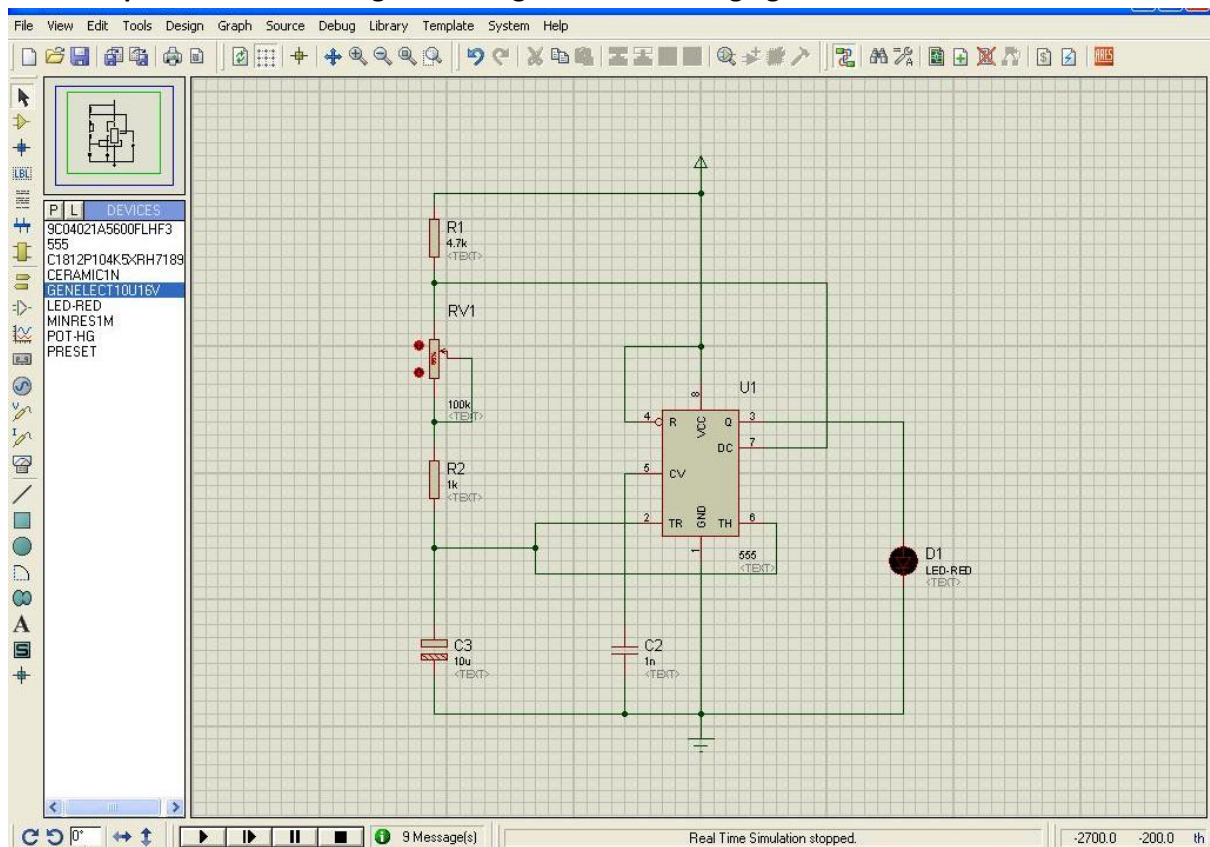 File View Edit Tools Design Graph Source Debug Library Template System Help
ARES
LBL
P L DEVICES
9C04021A5600FLHF3
555
C1812P104K5XRH7189
CERAMIC1N
GENELECT10U16V
LED-RED
MINRES1M
POT-HG
PRESET
R1
4.7k
<TEXT>
RV1
100k
<TEXT>
R2
1k
<TEXT>
U1
8
4 R VCC Q 3
DC 7
5 CV
2 TR GND TH 6
1
555
<TEXT>
D1
LED-RED
<TEXT>
C3
10u
<TEXT>
C2
1n
<TEXT>
A
S
0°
9 Message(s)
Real Time Simulation stopped.
-2700.0 -200.0 th